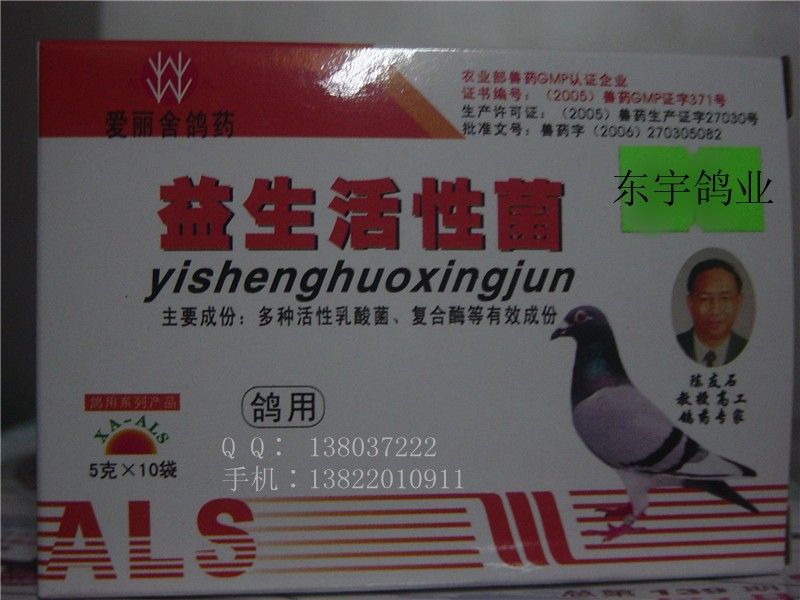 农业部兽药GMP认证企业
证书编号：（2005）兽药GMP证字371号
生产许可证：（2005）兽药生产证字27030号
批准文号：兽药字（2006）270305082
爱丽舍鸽药
东宇鸽业
益生活性菌
yishenghuoxingjun
主要成份：多种活性乳酸菌、复合酶等有效成份
陈友石
教授高工
鸽药专家
鸽用系列产品
XA-ALS
5克×10袋
鸽用
QQ： 138037222
手机：13822010911
ALS
总第139期